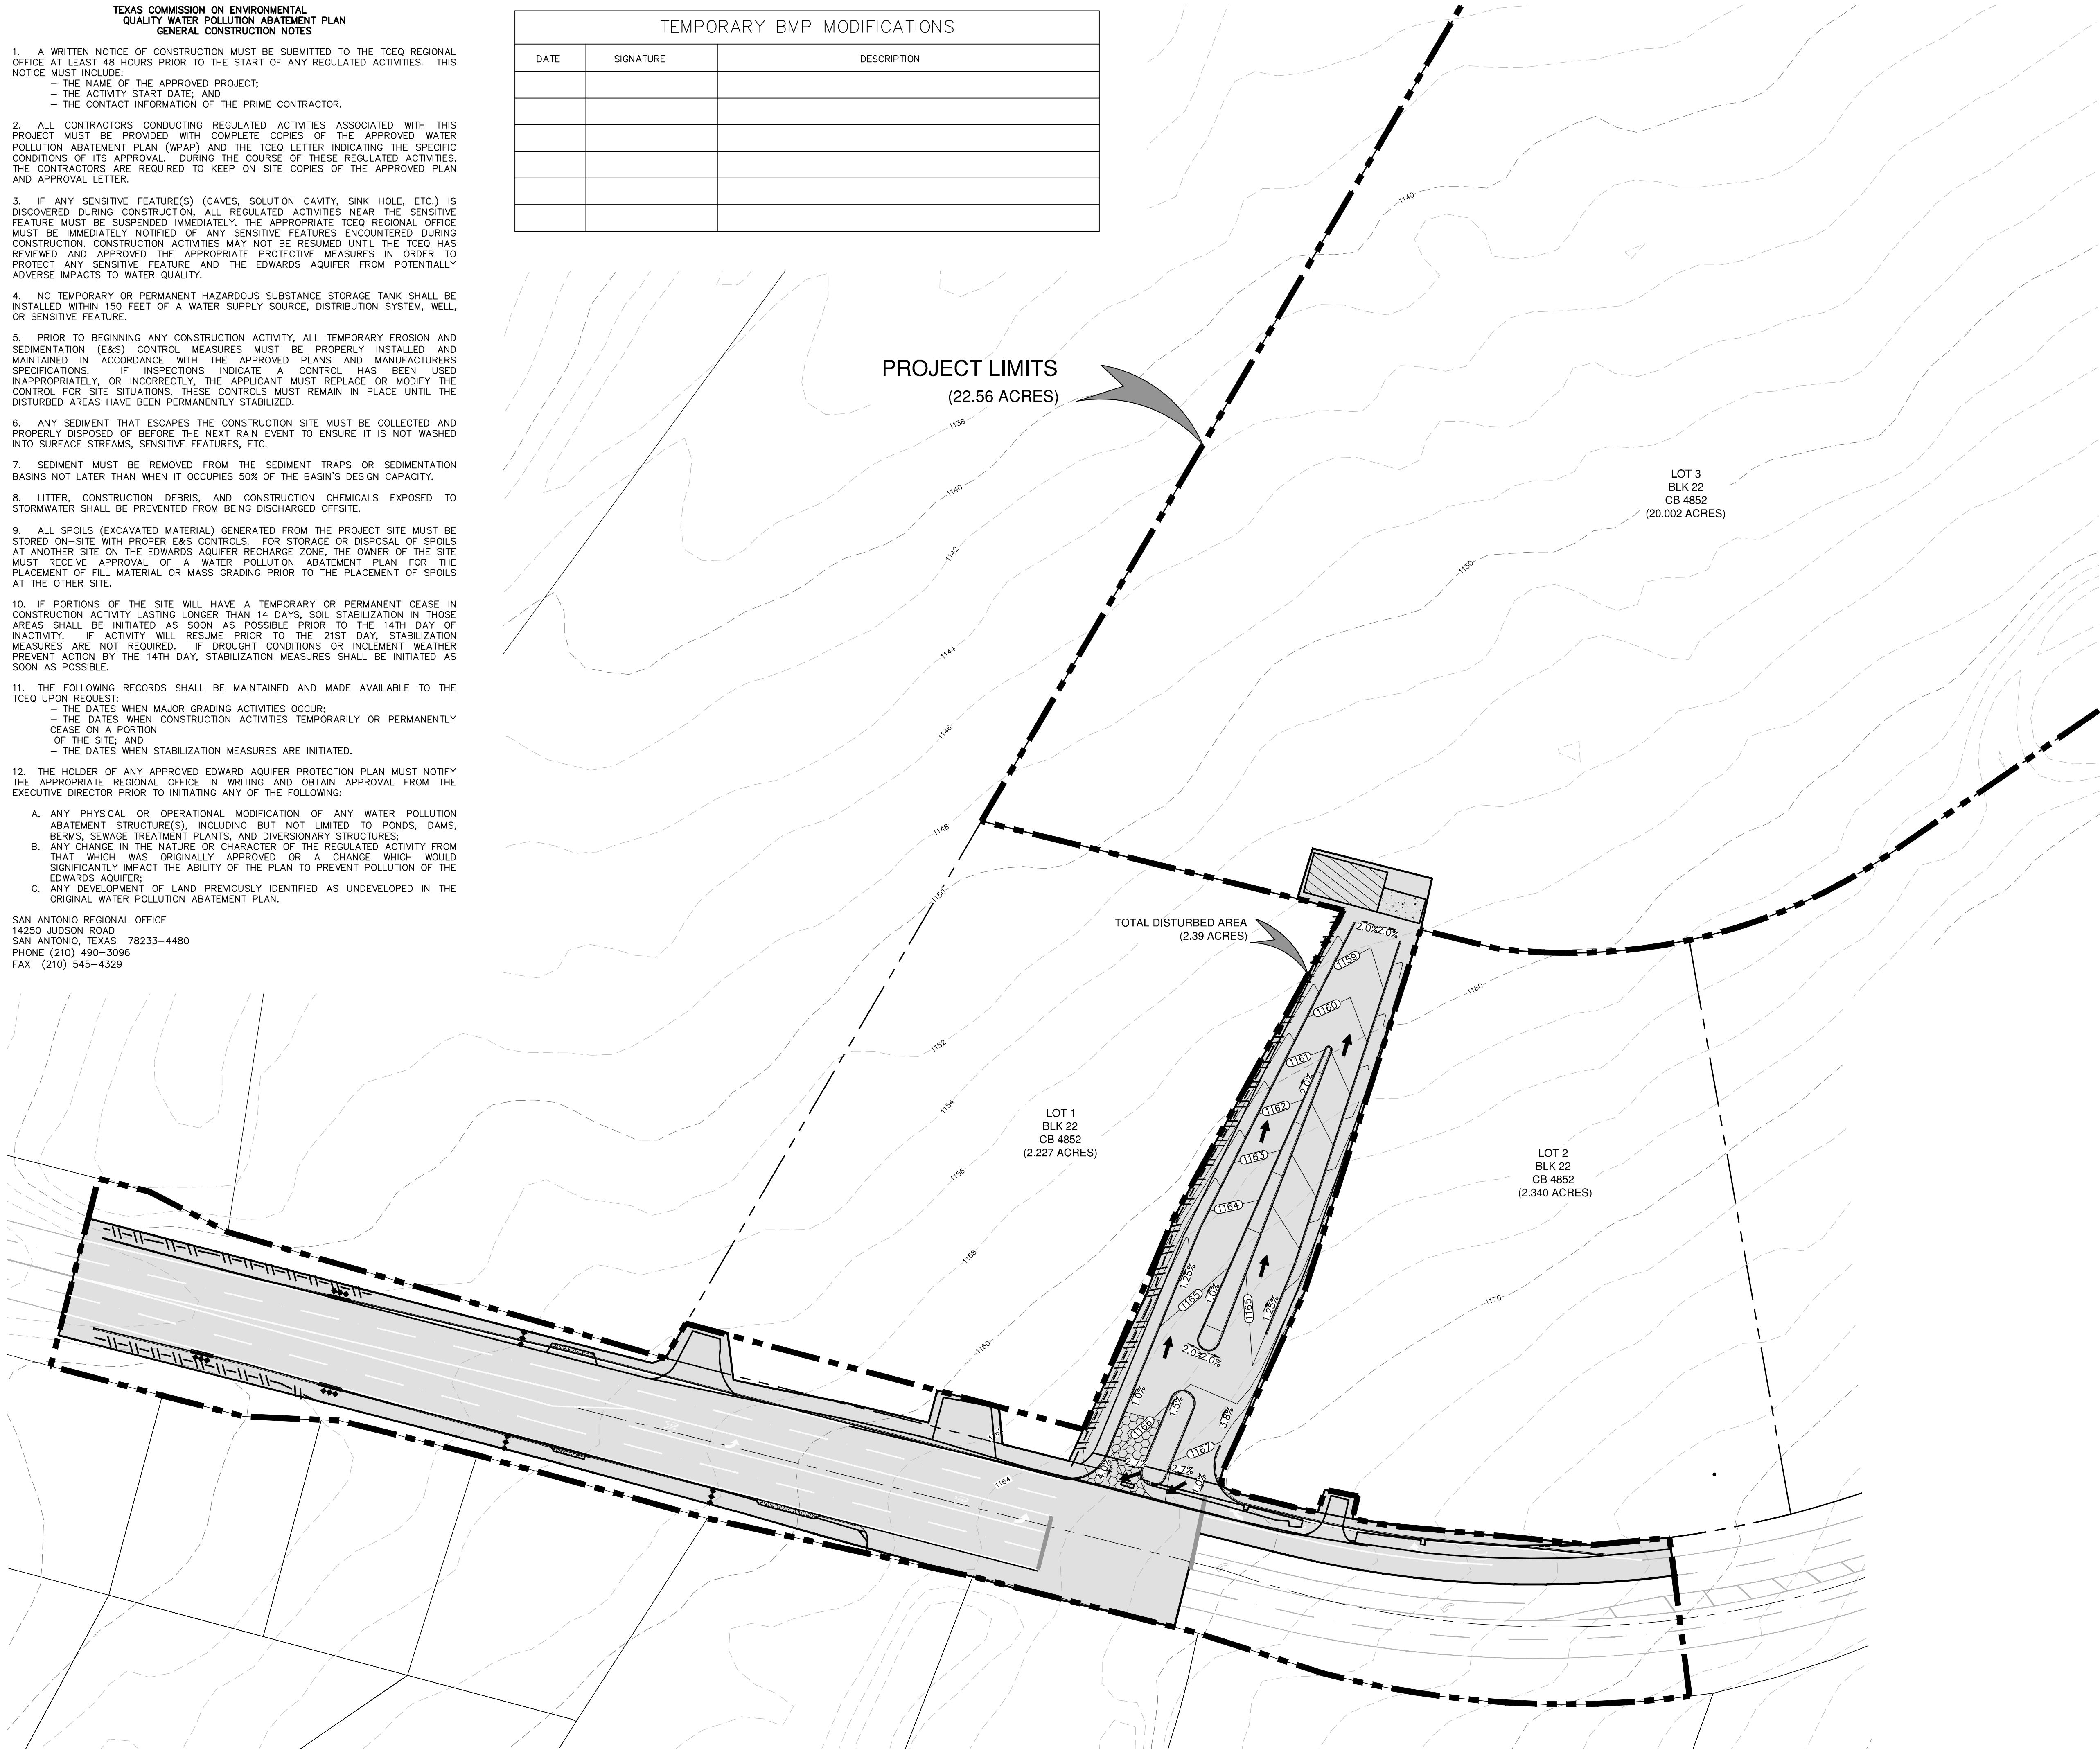 TEXAS COMMISSION ON ENVIRONMENTAL
QUALITY WATER POLLUTION ABATEMENT PLAN
GENERAL CONSTRUCTION NOTES
1. A WRITTEN NOTICE OF CONSTRUCTION MUST BE SUBMITTED TO THE TCEQ REGIONAL
OFFICE AT LEAST 48 HOURS PRIOR TO THE START OF ANY REGULATED ACTIVITIES. THIS
NOTICE MUST INCLUDE:
– THE NAME OF THE APPROVED PROJECT;
– THE ACTIVITY START DATE; AND
– THE CONTACT INFORMATION OF THE PRIME CONTRACTOR.
2. ALL CONTRACTORS CONDUCTING REGULATED ACTIVITIES ASSOCIATED WITH THIS
PROJECT MUST BE PROVIDED WITH COMPLETE COPIES OF THE APPROVED WATER
POLLUTION ABATEMENT PLAN (WPAP) AND THE TCEQ LETTER INDICATING THE SPECIFIC
CONDITIONS OF ITS APPROVAL. DURING THE COURSE OF THESE REGULATED ACTIVITIES,
THE CONTRACTORS ARE REQUIRED TO KEEP ON–SITE COPIES OF THE APPROVED PLAN
AND APPROVAL LETTER.
3. IF ANY SENSITIVE FEATURE(S) (CAVES, SOLUTION CAVITY, SINK HOLE, ETC.) IS
DISCOVERED DURING CONSTRUCTION, ALL REGULATED ACTIVITIES NEAR THE SENSITIVE
FEATURE MUST BE SUSPENDED IMMEDIATELY. THE APPROPRIATE TCEQ REGIONAL OFFICE
MUST BE IMMEDIATELY NOTIFIED OF ANY SENSITIVE FEATURES ENCOUNTERED DURING
CONSTRUCTION. CONSTRUCTION ACTIVITIES MAY NOT BE RESUMED UNTIL THE TCEQ HAS
REVIEWED AND APPROVED THE APPROPRIATE PROTECTIVE MEASURES IN ORDER TO
PROTECT ANY SENSITIVE FEATURE AND THE EDWARDS AQUIFER FROM POTENTIALLY
ADVERSE IMPACTS TO WATER QUALITY.
4. NO TEMPORARY OR PERMANENT HAZARDOUS SUBSTANCE STORAGE TANK SHALL BE
INSTALLED WITHIN 150 FEET OF A WATER SUPPLY SOURCE, DISTRIBUTION SYSTEM, WELL,
OR SENSITIVE FEATURE.
5. PRIOR TO BEGINNING ANY CONSTRUCTION ACTIVITY, ALL TEMPORARY EROSION AND
SEDIMENTATION (E&S) CONTROL MEASURES MUST BE PROPERLY INSTALLED AND
MAINTAINED IN ACCORDANCE WITH THE APPROVED PLANS AND MANUFACTURERS
SPECIFICATIONS. IF INSPECTIONS INDICATE A CONTROL HAS BEEN USED
INAPPROPRIATELY, OR INCORRECTLY, THE APPLICANT MUST REPLACE OR MODIFY THE
CONTROL FOR SITE SITUATIONS. THESE CONTROLS MUST REMAIN IN PLACE UNTIL THE
DISTURBED AREAS HAVE BEEN PERMANENTLY STABILIZED.
6. ANY SEDIMENT THAT ESCAPES THE CONSTRUCTION SITE MUST BE COLLECTED AND
PROPERLY DISPOSED OF BEFORE THE NEXT RAIN EVENT TO ENSURE IT IS NOT WASHED
INTO SURFACE STREAMS, SENSITIVE FEATURES, ETC.
7. SEDIMENT MUST BE REMOVED FROM THE SEDIMENT TRAPS OR SEDIMENTATION
BASINS NOT LATER THAN WHEN IT OCCUPIES 50% OF THE BASIN'S DESIGN CAPACITY.
8. LITTER, CONSTRUCTION DEBRIS, AND CONSTRUCTION CHEMICALS EXPOSED TO
STORMWATER SHALL BE PREVENTED FROM BEING DISCHARGED OFFSITE.
9. ALL SPOILS (EXCAVATED MATERIAL) GENERATED FROM THE PROJECT SITE MUST BE
STORED ON–SITE WITH PROPER E&S CONTROLS. FOR STORAGE OR DISPOSAL OF SPOILS
AT ANOTHER SITE ON THE EDWARDS AQUIFER RECHARGE ZONE, THE OWNER OF THE SITE
MUST RECEIVE APPROVAL OF A WATER POLLUTION ABATEMENT PLAN FOR THE
PLACEMENT OF FILL MATERIAL OR MASS GRADING PRIOR TO THE PLACEMENT OF SPOILS
AT THE OTHER SITE.
10. IF PORTIONS OF THE SITE WILL HAVE A TEMPORARY OR PERMANENT CEASE IN
CONSTRUCTION ACTIVITY LASTING LONGER THAN 14 DAYS, SOIL STABILIZATION IN THOSE
AREAS SHALL BE INITIATED AS SOON AS POSSIBLE PRIOR TO THE 14TH DAY OF
INACTIVITY. IF ACTIVITY WILL RESUME PRIOR TO THE 21ST DAY, STABILIZATION
MEASURES ARE NOT REQUIRED. IF DROUGHT CONDITIONS OR INCLEMENT WEATHER
PREVENT ACTION BY THE 14TH DAY, STABILIZATION MEASURES SHALL BE INITIATED AS
SOON AS POSSIBLE.
11. THE FOLLOWING RECORDS SHALL BE MAINTAINED AND MADE AVAILABLE TO THE
TCEQ UPON REQUEST:
– THE DATES WHEN MAJOR GRADING ACTIVITIES OCCUR;
– THE DATES WHEN CONSTRUCTION ACTIVITIES TEMPORARILY OR PERMANENTLY
CEASE ON A PORTION
OF THE SITE; AND
– THE DATES WHEN STABILIZATION MEASURES ARE INITIATED.
12. THE HOLDER OF ANY APPROVED EDWARD AQUIFER PROTECTION PLAN MUST NOTIFY
THE APPROPRIATE REGIONAL OFFICE IN WRITING AND OBTAIN APPROVAL FROM THE
EXECUTIVE DIRECTOR PRIOR TO INITIATING ANY OF THE FOLLOWING:
A. ANY PHYSICAL OR OPERATIONAL MODIFICATION OF ANY WATER POLLUTION
ABATEMENT STRUCTURE(S), INCLUDING BUT NOT LIMITED TO PONDS, DAMS,
BERMS, SEWAGE TREATMENT PLANTS, AND DIVERSIONARY STRUCTURES;
B. ANY CHANGE IN THE NATURE OR CHARACTER OF THE REGULATED ACTIVITY FROM
THAT WHICH WAS ORIGINALLY APPROVED OR A CHANGE WHICH WOULD
SIGNIFICANTLY IMPACT THE ABILITY OF THE PLAN TO PREVENT POLLUTION OF THE
EDWARDS AQUIFER;
C. ANY DEVELOPMENT OF LAND PREVIOUSLY IDENTIFIED AS UNDEVELOPED IN THE
ORIGINAL WATER POLLUTION ABATEMENT PLAN.
SAN ANTONIO REGIONAL OFFICE
14250 JUDSON ROAD
SAN ANTONIO, TEXAS 78233–4480
PHONE (210) 490–3096
FAX (210) 545–4329
TEMPORARY BMP MODIFICATIONS
DATE SIGNATURE DESCRIPTION
1140
PROJECT LIMITS
(22.56 ACRES)
1138
1140
1142
1144
1146
1148
1150
1150
LOT 3
BLK 22
CB 4852
(20.002 ACRES)
TOTAL DISTURBED AREA
(2.39 ACRES)
2.0% 2.0%
1159
1160
1160
1161
2.0%
1162
1163
1164
1152
1154
1156
1158
1160
LOT 1
BLK 22
CB 4852
(2.227 ACRES)
LOT 2
BLK 22
CB 4852
(2.340 ACRES)
1170
1.25%
1165
1.0%
1165
1.25%
2.0% 2.0%
1.0%
1.5%
3.8%
1166
1167
2.7%
2.7%
1164